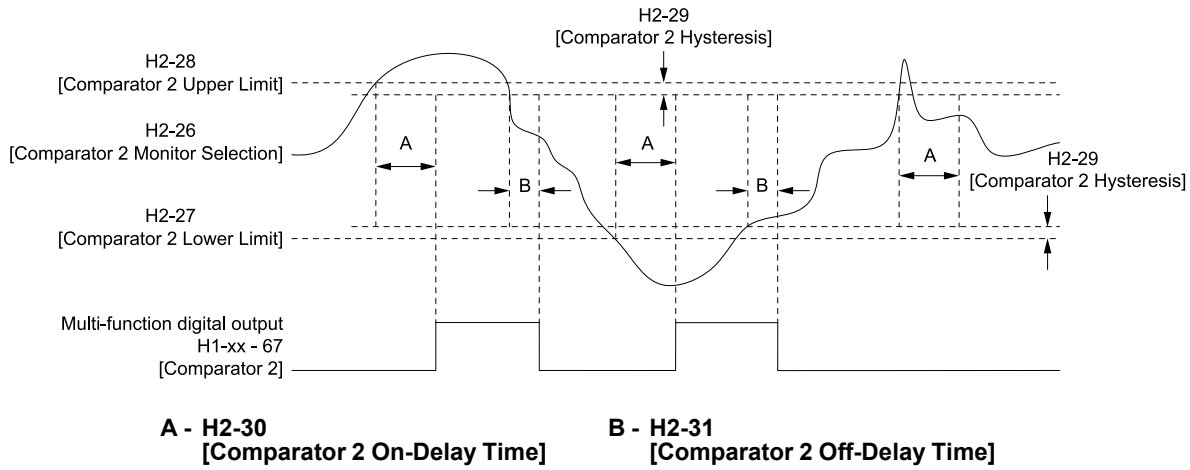 H2-29
[Comparator 2 Hysteresis]
H2-28
[Comparator 2 Upper Limit]
H2-26
[Comparator 2 Monitor Selection]
A
A
A
B
B
H2-29
[Comparator 2 Hysteresis]
H2-27
[Comparator 2 Lower Limit]
Multi-function digital output
H1-xx - 67
[Comparator 2]
A - H2-30
[Comparator 2 On-Delay Time]
B - H2-31
[Comparator 2 Off-Delay Time]